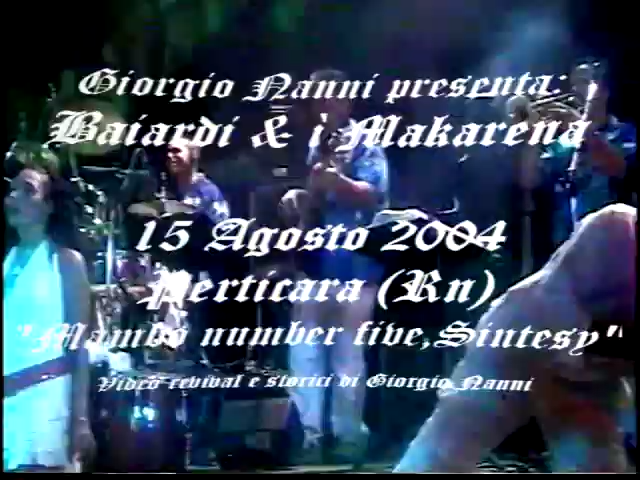 Giorgio Nanni presenta:
Baiardi & i Makarena
15 Agosto 2004
Perticara (Rn)
"Mambo number five,Sintesy"
Video revival e storici di Giorgio Nanni